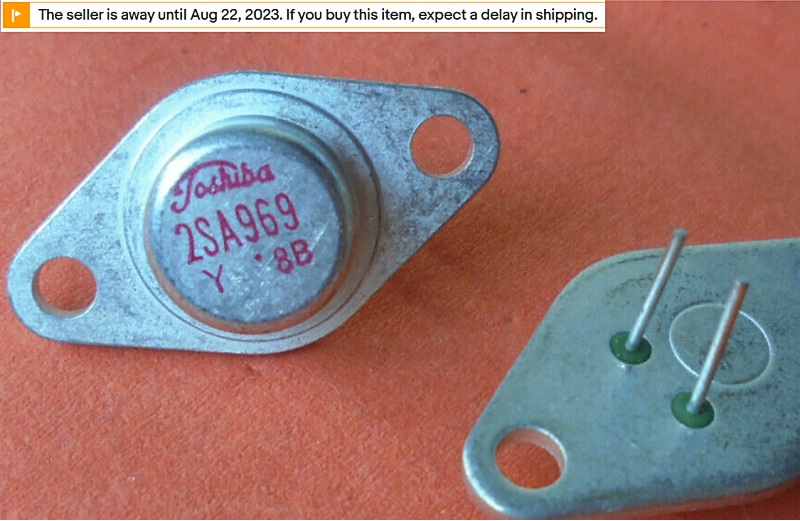 The seller is away until Aug 22, 2023. If you buy this item, expect a delay in shipping.
Toshiba
2SA969
Y · 8B